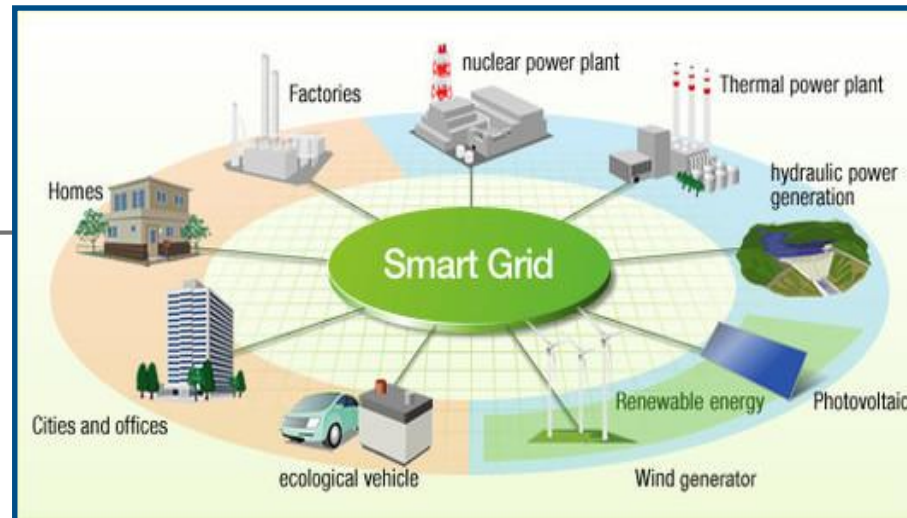 nuclear power plant
Factories
Thermal power plant
Homes
hydraulic power
generation
Smart Grid
Renewable energy
Photovoltaic
Cities and offices
ecological vehicle
Wind generator